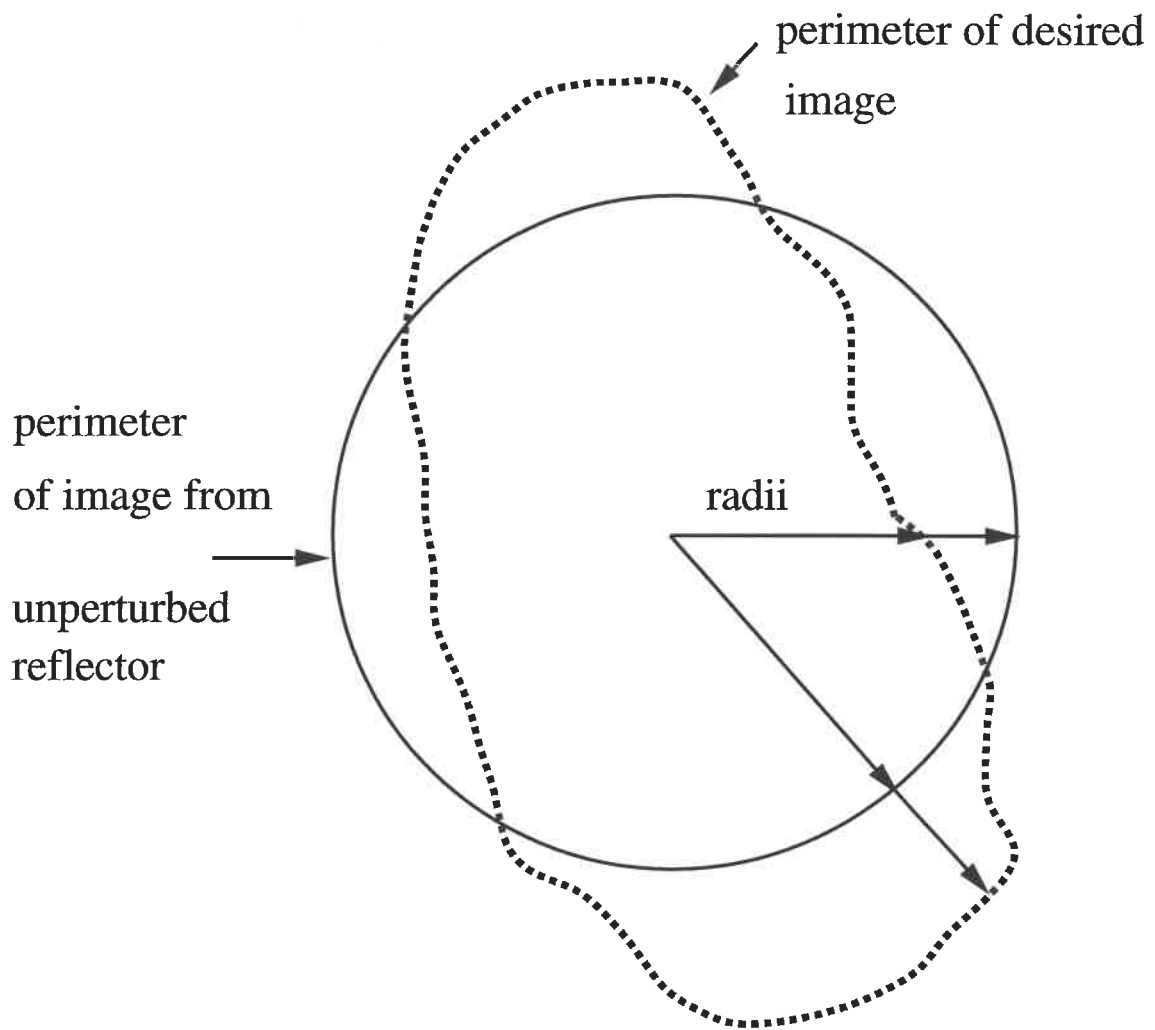 perimeter of desired
image
perimeter
of image from
radii
unperturbed
reflector